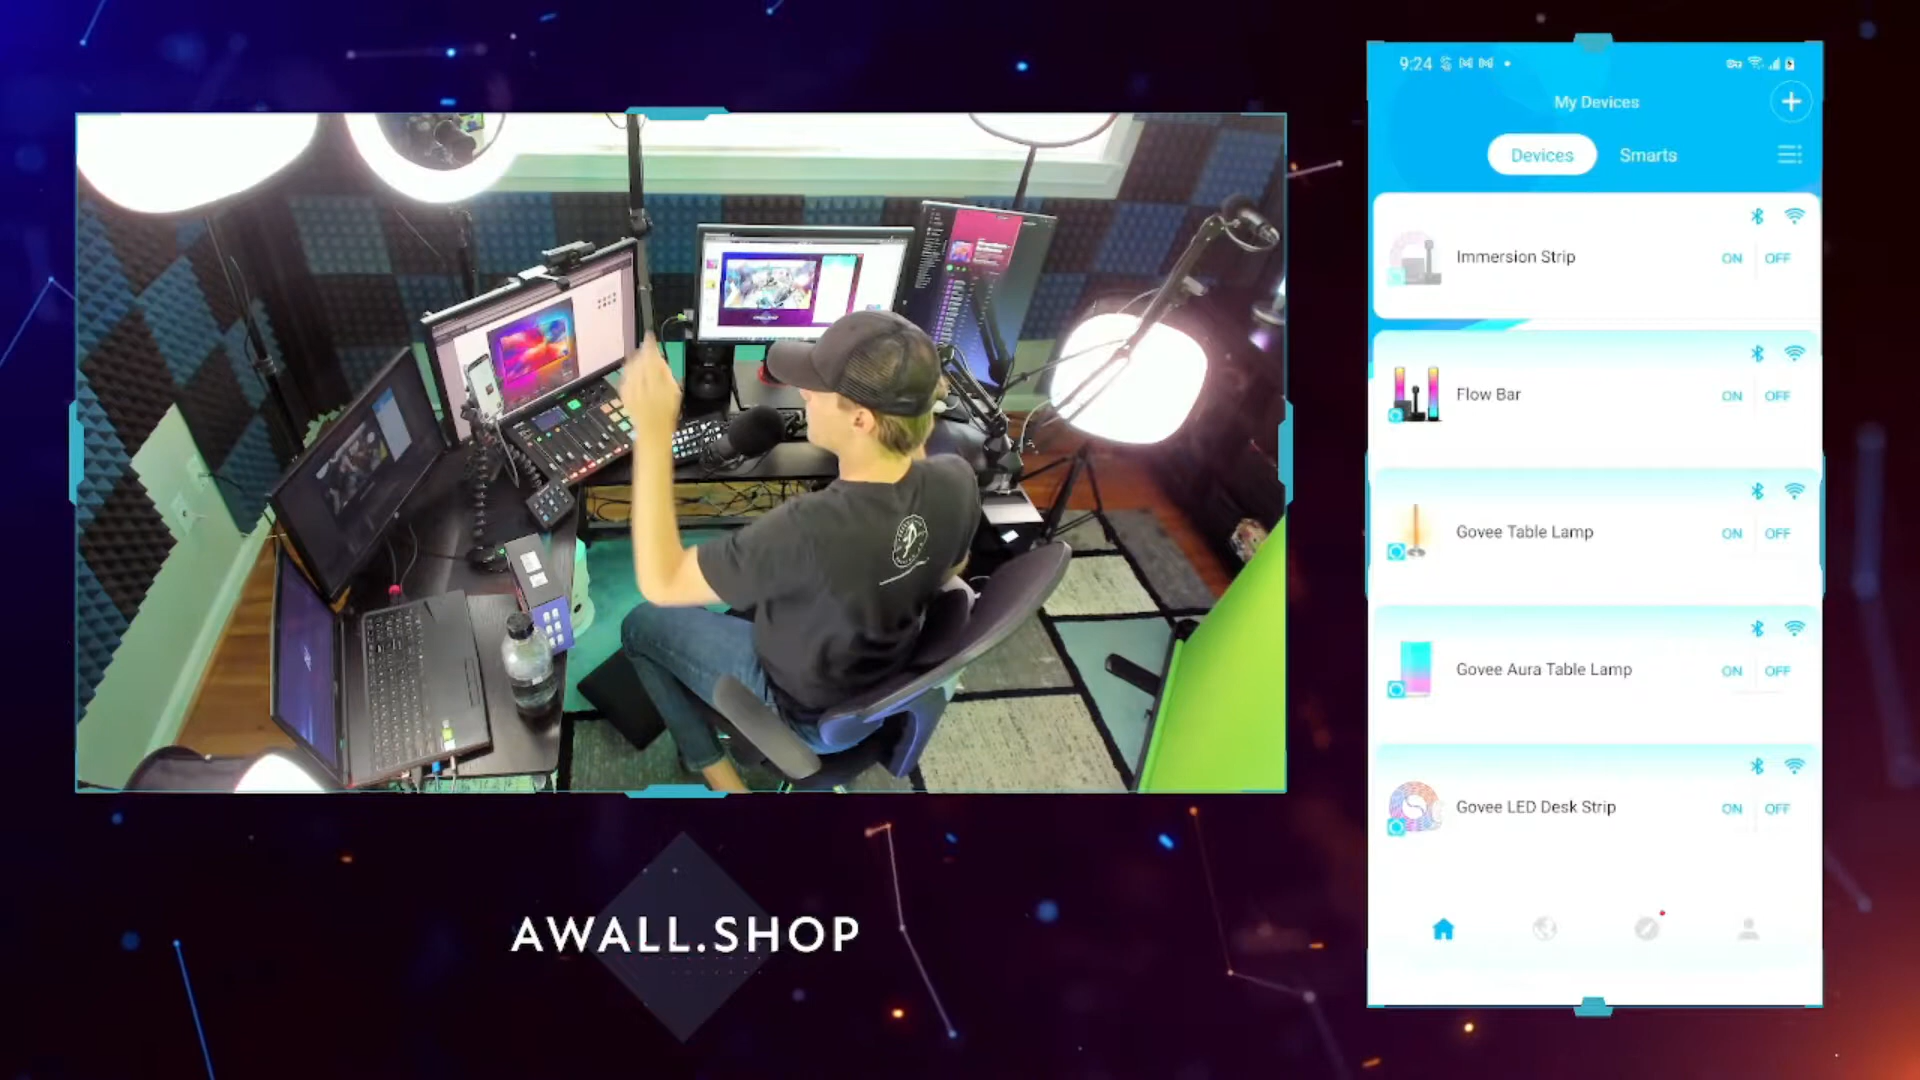 9:24
My Devices
Devices
Smarts
Immersion Strip
ON OFF
Flow Bar
ON OFF
Govee Table Lamp
ON OFF
Govee Aura Table Lamp
ON OFF
Govee LED Desk Strip
ON OFF
AWALL.SHOP